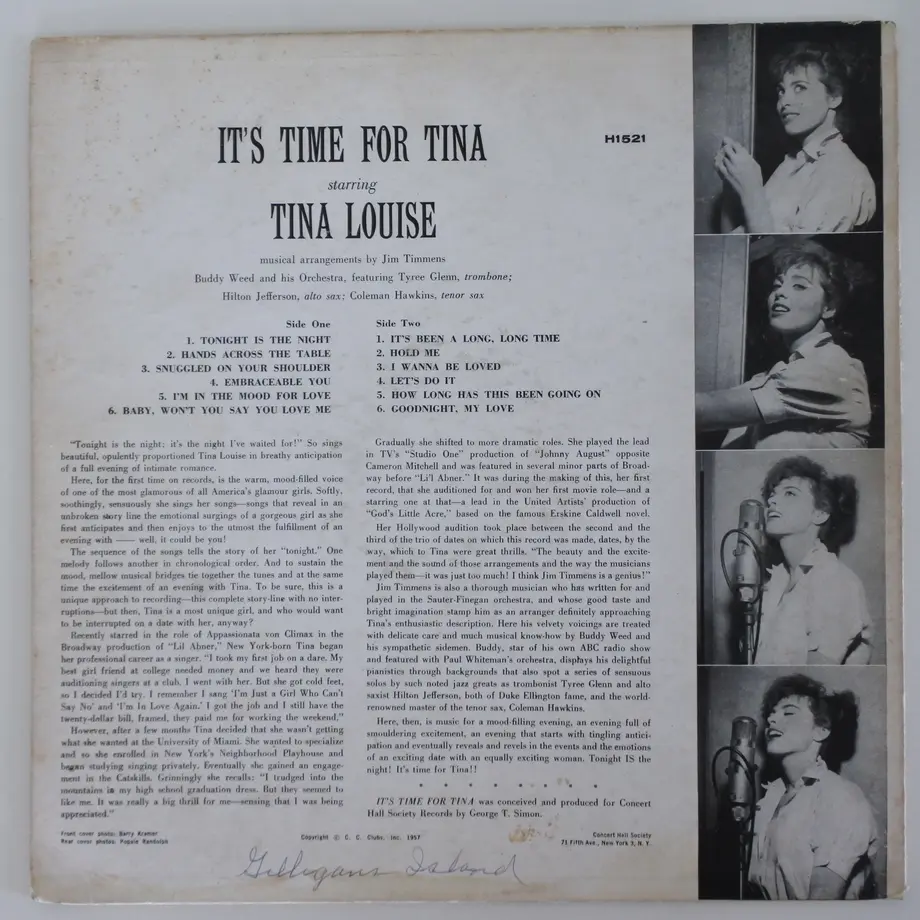 IT'S TIME FOR TINA
H1521
starring
TINA LOUISE
musical arrangements by Jim Timmens
Buddy Weed and his Orchestra, featuring Tyree Glenn, trombone;
Hilton Jefferson, alto sax; Coleman Hawkins, tenor sax
Side One
1. TONIGHT IS THE NIGHT
2. HANDS ACROSS THE TABLE
3. SNUGGLED ON YOUR SHOULDER
4. EMBRACEABLE YOU
5. I'M IN THE MOOD FOR LOVE
6. BABY, WON'T YOU SAY YOU LOVE ME
Side Two
1. IT'S BEEN A LONG, LONG TIME
2. HOLD ME
3. I WANNA BE LOVED
4. LET'S DO IT
5. HOW LONG HAS THIS BEEN GOING ON
6. GOODNIGHT, MY LOVE
"Tonight is the night; it's the night I've waited for!" So sings
beautiful, opulently proportioned Tina Louise in breathy anticipation
of a full evening of intimate romance.
Here, for the first time on records, is the warm, mood-filled voice
of one of the most glamorous of all America's glamour girls. Softly,
soothingly, sensuously she sings her songs—songs that reveal in an
unbroken story line the emotional surgings of a gorgeous girl as she
first anticipates and then enjoys to the utmost the fulfillment of an
evening with —— well, it could be you!
The sequence of the songs tells the story of her "tonight." One
melody follows another in chronological order. And to sustain the
mood, mellow musical bridges tie together the tunes and at the same
time the excitement of an evening with Tina. To be sure, this is a
unique approach to recording—this complete story-line with no inter-
ruptions—but then, Tina is a most unique girl, and who would want
to be interrupted on a date with her, anyway?
Recently starred in the role of Appassionata von Climax in the
Broadway production of "Lil Abner," New York-born Tina began
her professional career as a singer. "I took my first job on a dare. My
best girl friend at college needed money and we heard they were
auditioning singers at a club. I went with her. But she got cold feet,
so I decided I'd try. I remember I sang 'I'm Just a Girl Who Can't
Say No' and 'I'm In Love Again.' I got the job and I still have the
twenty-dollar bill, framed, they paid me for working the weekend."
However, after a few months Tina decided that she wasn't getting
what she wanted at the University of Miami. She wanted to specialize
and so she enrolled in New York's Neighborhood Playhouse and
began studying singing privately. Eventually she gained an engage-
ment in the Catskills. Grinningly she recalls: "I trudged into the
mountains in my high school graduation dress. But they seemed to
like me. It was really a big thrill for me—sensing that I was being
appreciated."
Gradually she shifted to more dramatic roles. She played the lead
in TV's "Studio One" production of "Johnny August" opposite
Cameron Mitchell and was featured in several minor parts of Broad-
way before "Li'l Abner." It was during the making of this, her first
record, that she auditioned for and won her first movie role—and a
starring one at that—a lead in the United Artists' production of
"God's Little Acre," based on the famous Erskine Caldwell novel.
Her Hollywood audition took place between the second and the
third of the trio of dates on which this record was made, dates, by the
way, which to Tina were great thrills. "The beauty and the excite-
ment and the sound of those arrangements and the way the musicians
played them—it was just too much! I think Jim Timmens is a genius!"
Jim Timmens is also a thorough musician who has written for and
played in the Sauter-Finegan orchestra, and whose good taste and
bright imagination stamp him as an arranger definitely approaching
Tina's enthusiastic description. Here his velvety voicings are treated
with delicate care and much musical know-how by Buddy Weed and
his sympathetic sidemen. Buddy, star of his own ABC radio show
and featured with Paul Whiteman's orchestra, displays his delightful
pianistics through backgrounds that also spot a series of sensuous
solos by such noted jazz greats as trombonist Tyree Glenn and alto
saxist Hilton Jefferson, both of Duke Ellington fame, and the world-
renowned master of the tenor sax, Coleman Hawkins.
Here, then, is music for a mood-filling evening, an evening full of
smouldering excitement, an evening that starts with tingling antici-
pation and eventually reveals and revels in the events and the emotions
of an exciting date with an equally exciting woman. Tonight IS the
night! It's time for Tina!!
* * * * * * *
IT'S TIME FOR TINA was conceived and produced for Concert
Hall Society Records by George T. Simon.
Front cover photo: Barry Kramer
Rear cover photos: Popsie Randolph
Copyright © C. C. Clubs, Inc. 1957
Concert Hall Society
71 Fifth Ave., New York 3, N. Y.
Gilligans Island